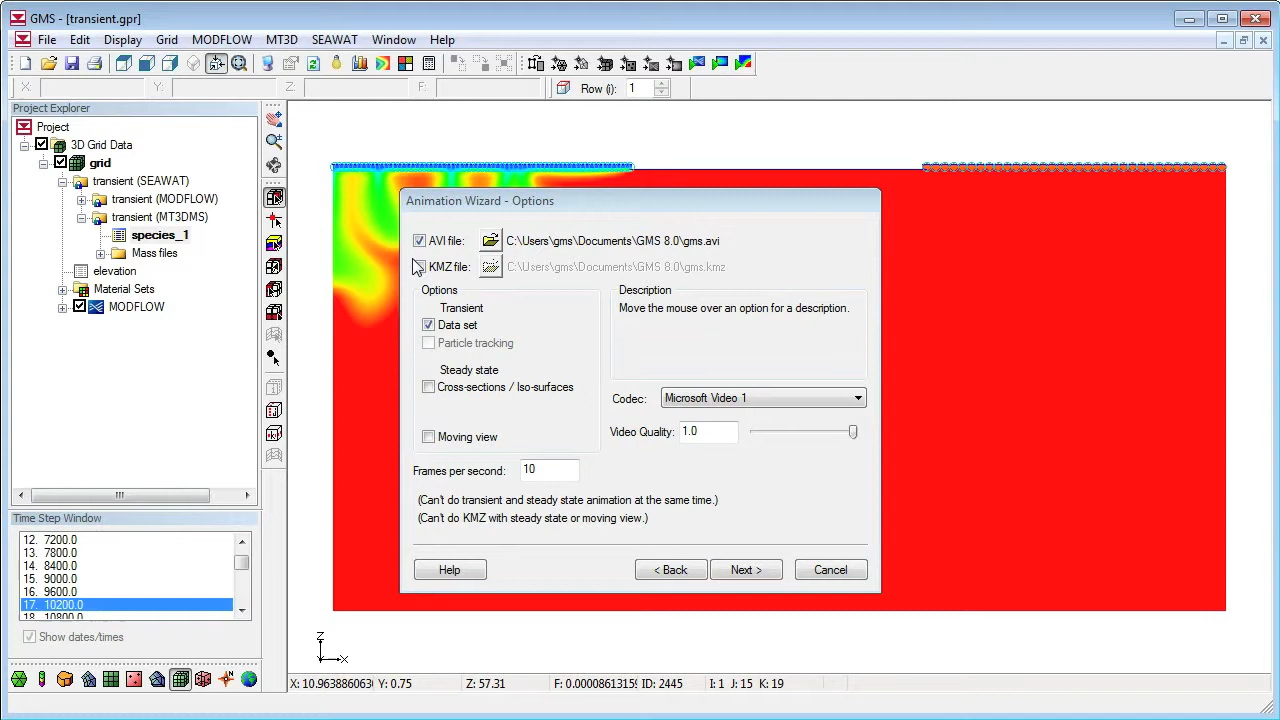 GMS - [transient.gpr]
File Edit Display Grid MODFLOW MT3D SEAWAT Window Help
X: Y: Z: F: Row (i): 1
Project Explorer
Project
3D Grid Data
grid
transient (SEAWAT)
transient (MODFLOW)
transient (MT3DMS)
species_1
Mass files
elevation
Material Sets
MODFLOW
Time Step Window
12. 7200.0
13. 7800.0
14. 8400.0
15. 9000.0
16. 9600.0
17. 10200.0
18. 10800.0
Show dates/times
Animation Wizard - Options
AVI file: C:\Users\gms\Documents\GMS 8.0\gms.avi
KMZ file: C:\Users\gms\Documents\GMS 8.0\gms.kmz
Options
Transient
Data set
Particle tracking
Steady state
Cross-sections / Iso-surfaces
Moving view
Description
Move the mouse over an option for a description.
Codec: Microsoft Video 1
Video Quality: 1.0
Frames per second: 10
(Can't do transient and steady state animation at the same time.)
(Can't do KMZ with steady state or moving view.)
Help < Back Next > Cancel
Z
X
X: 10.963886063 Y: 0.75 Z: 57.31 F: 0.0000861315 ID: 2445 I: 1 J: 15 K: 19